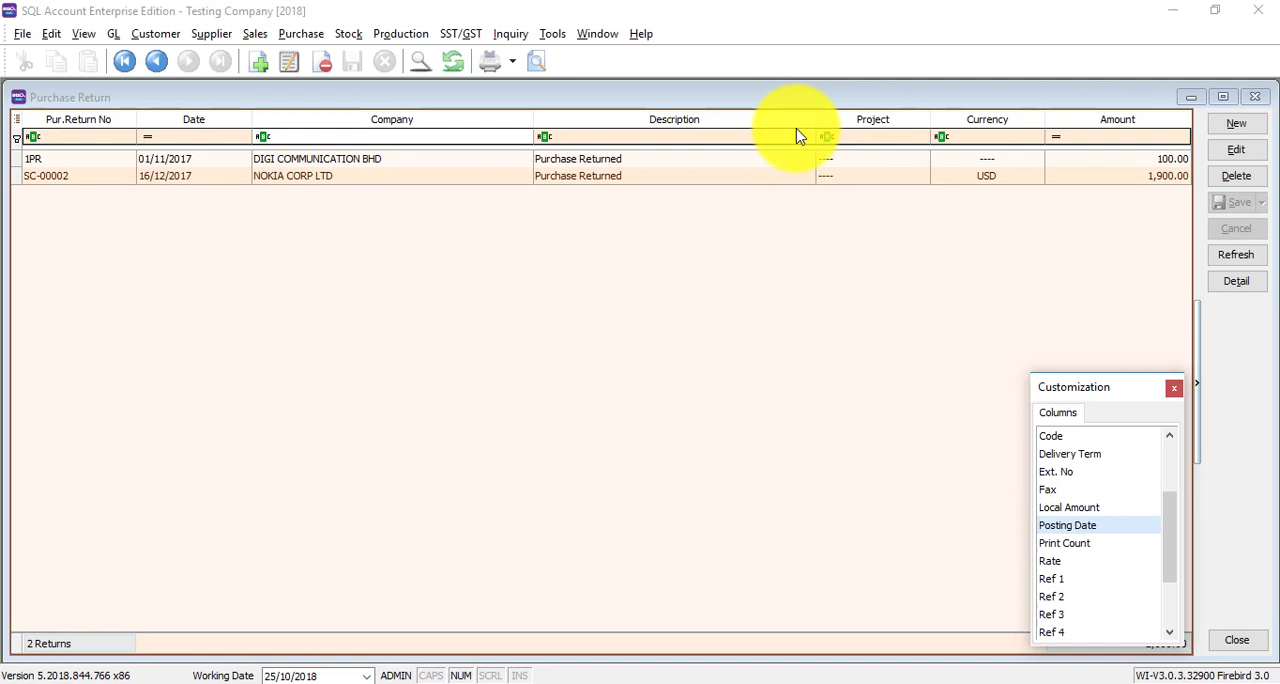 SQL Account Enterprise Edition - Testing Company [2018]
File Edit View GL Customer Supplier Sales Purchase Stock Production SST/GST Inquiry Tools Window Help
Purchase Return
Pur.Return No Date Company Description Project Currency Amount
1PR 01/11/2017 DIGI COMMUNICATION BHD Purchase Returned ---- ---- 100.00
SC-00002 16/12/2017 NOKIA CORP LTD Purchase Returned ---- USD 1,900.00
New
Edit
Delete
Save
Cancel
Refresh
Detail
Customization
Columns
Code
Delivery Term
Ext. No
Fax
Local Amount
Posting Date
Print Count
Rate
Ref 1
Ref 2
Ref 3
Ref 4
2 Returns
Close
Version 5.2018.844.766 x86 Working Date 25/10/2018 ADMIN CAPS NUM SCRL INS WI-V3.0.3.32900 Firebird 3.0